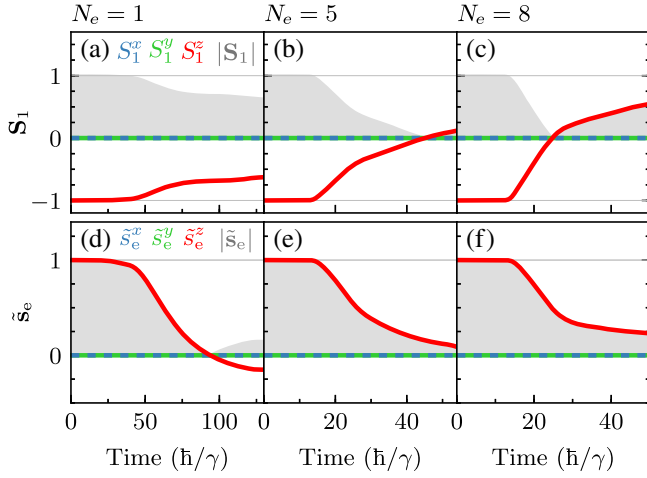 N_e = 1 N_e = 5 N_e = 8
(a) S_1^x S_1^y S_1^z |S_1| (b) (c)
1
S_1
0
−1
(d) s̃_e^x s̃_e^y s̃_e^z |s̃_e| (e) (f)
1
s̃_e
0
0 50 100 0 20 40 0 20 40
Time (ħ/γ) Time (ħ/γ) Time (ħ/γ)